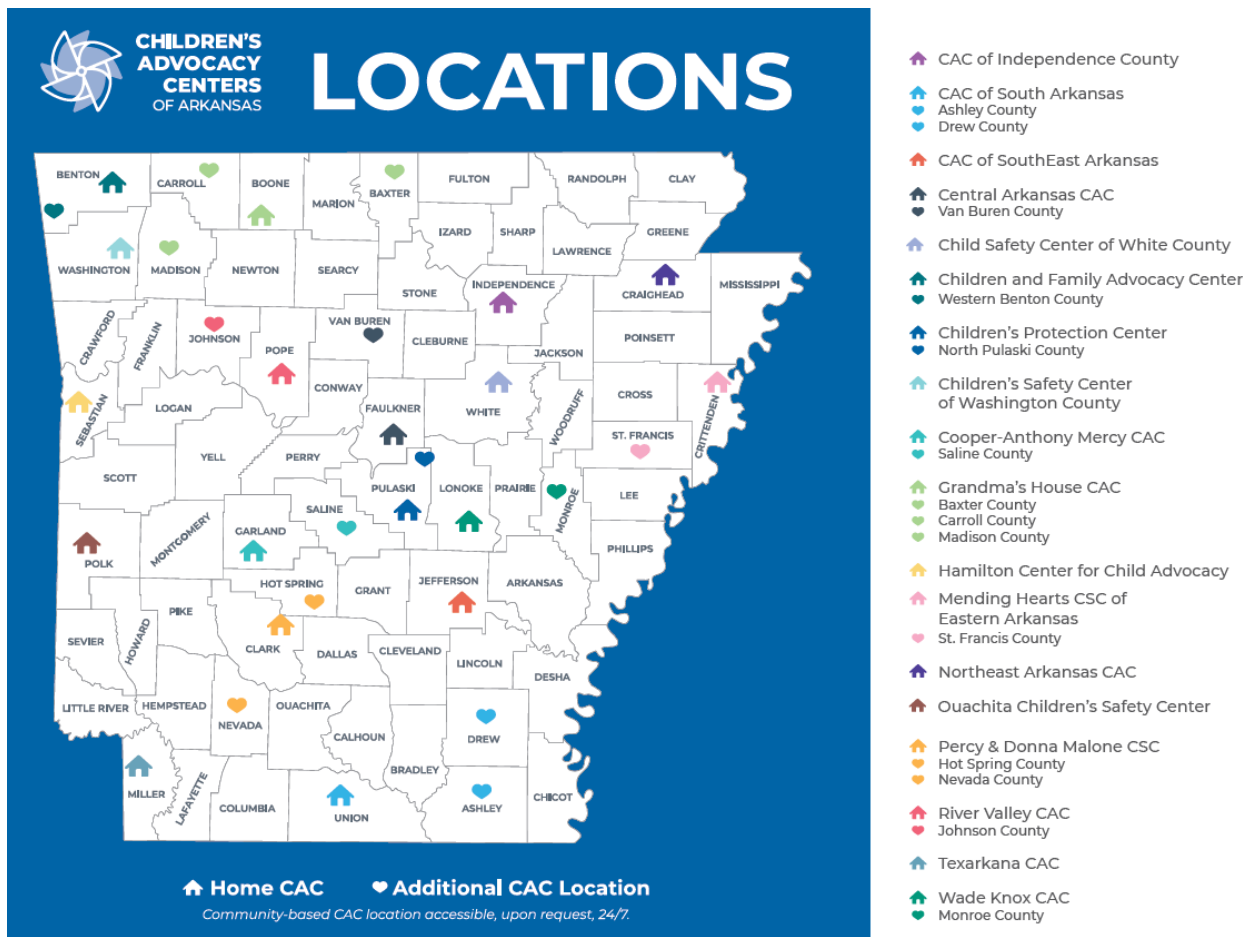 CHILDREN'S
ADVOCACY
CENTERS
OF ARKANSAS
LOCATIONS
BENTON
CARROLL
BOONE
MARION
BAXTER
FULTON
RANDOLPH
CLAY
IZARD
SHARP
LAWRENCE
GREENE
WASHINGTON
MADISON
NEWTON
SEARCY
STONE
INDEPENDENCE
CRAIGHEAD
MISSISSIPPI
CRAWFORD
FRANKLIN
JOHNSON
POPE
VAN BUREN
CLEBURNE
JACKSON
POINSETT
SEBASTIAN
LOGAN
CONWAY
FAULKNER
WHITE
WOODRUFF
CROSS
CRITTENDEN
SCOTT
YELL
PERRY
ST. FRANCIS
PULASKI
LONOKE
PRAIRIE
MONROE
LEE
SALINE
GARLAND
MONTGOMERY
POLK
PHILLIPS
HOT SPRING
GRANT
JEFFERSON
ARKANSAS
PIKE
SEVIER
HOWARD
CLARK
DALLAS
CLEVELAND
LINCOLN
DESHA
LITTLE RIVER
HEMPSTEAD
NEVADA
OUACHITA
CALHOUN
DREW
BRADLEY
MILLER
LAFAYETTE
COLUMBIA
UNION
ASHLEY
CHICOT
Home CAC
Additional CAC Location
Community-based CAC location accessible, upon request, 24/7.
CAC of Independence County
CAC of South Arkansas
Ashley County
Drew County
CAC of SouthEast Arkansas
Central Arkansas CAC
Van Buren County
Child Safety Center of White County
Children and Family Advocacy Center
Western Benton County
Children's Protection Center
North Pulaski County
Children's Safety Center
of Washington County
Cooper-Anthony Mercy CAC
Saline County
Grandma's House CAC
Baxter County
Carroll County
Madison County
Hamilton Center for Child Advocacy
Mending Hearts CSC of
Eastern Arkansas
St. Francis County
Northeast Arkansas CAC
Ouachita Children's Safety Center
Percy & Donna Malone CSC
Hot Spring County
Nevada County
River Valley CAC
Johnson County
Texarkana CAC
Wade Knox CAC
Monroe County